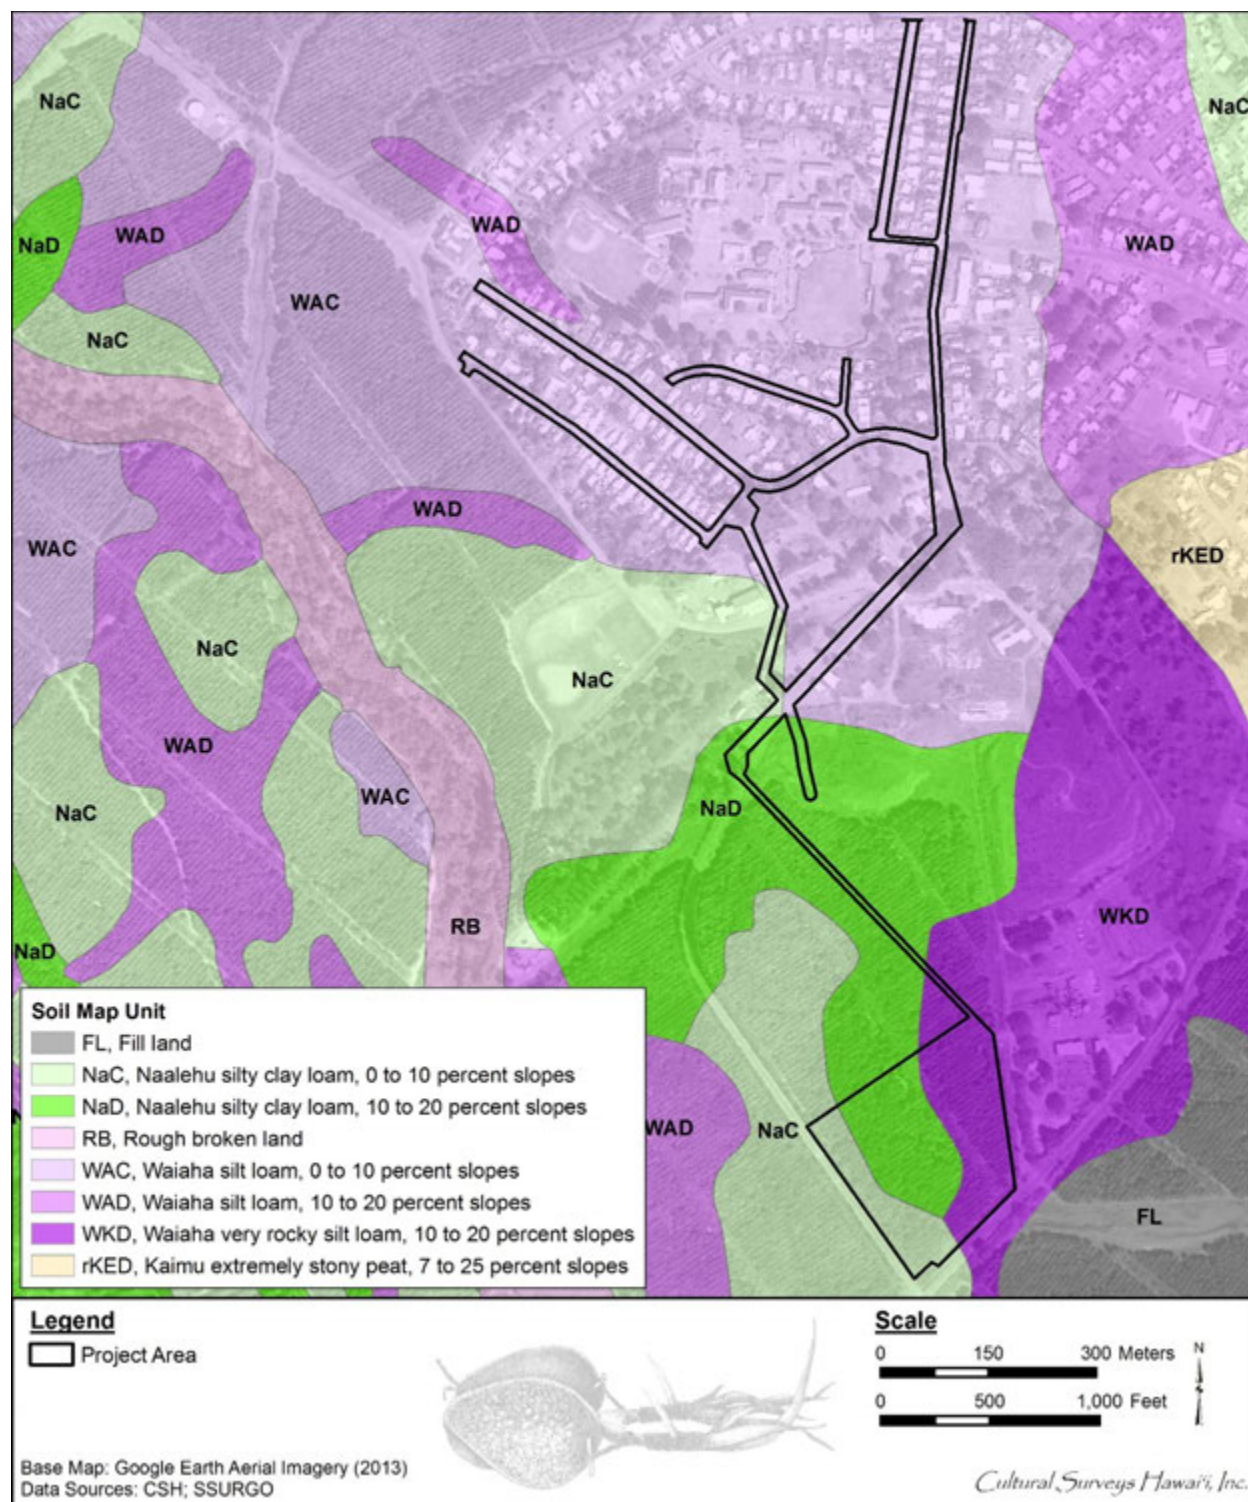 NaC
NaC
WAD
WAD
NaD
WAD
WAC
NaC
WAD
WAC
rKED
NaC
NaC
WAD
WAC
NaC
NaD
WKD
RB
NaD
WAD
NaC
FL
Soil Map Unit
FL, Fill land
NaC, Naalehu silty clay loam, 0 to 10 percent slopes
NaD, Naalehu silty clay loam, 10 to 20 percent slopes
RB, Rough broken land
WAC, Waiaha silt loam, 0 to 10 percent slopes
WAD, Waiaha silt loam, 10 to 20 percent slopes
WKD, Waiaha very rocky silt loam, 10 to 20 percent slopes
rKED, Kaimu extremely stony peat, 7 to 25 percent slopes
Legend
Project Area
Scale
0 150 300 Meters
0 500 1,000 Feet
N
Base Map: Google Earth Aerial Imagery (2013)
Data Sources: CSH; SSURGO
Cultural Surveys Hawai‘i, Inc.